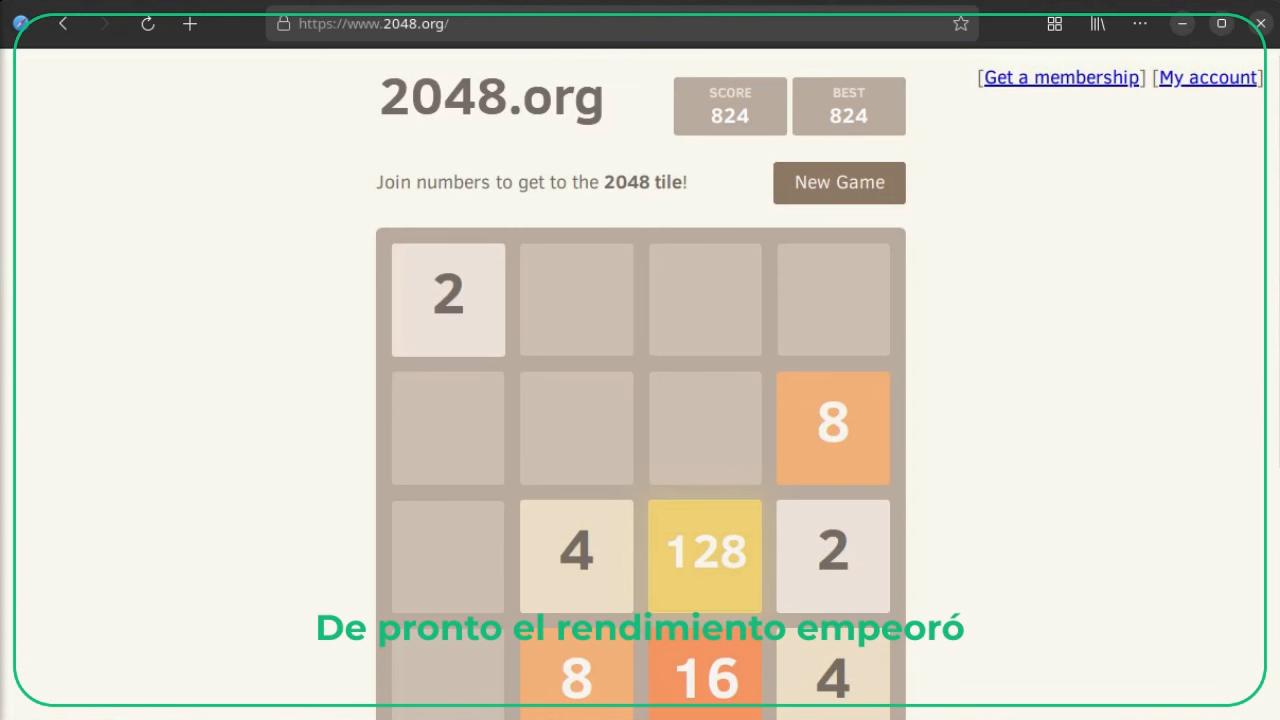 https://www.2048.org/
[Get a membership] [My account]
2048.org
SCORE
824
BEST
824
Join numbers to get to the 2048 tile!
New Game
2
8
4 128 2
De pronto el rendimiento empeoró
8 16 4